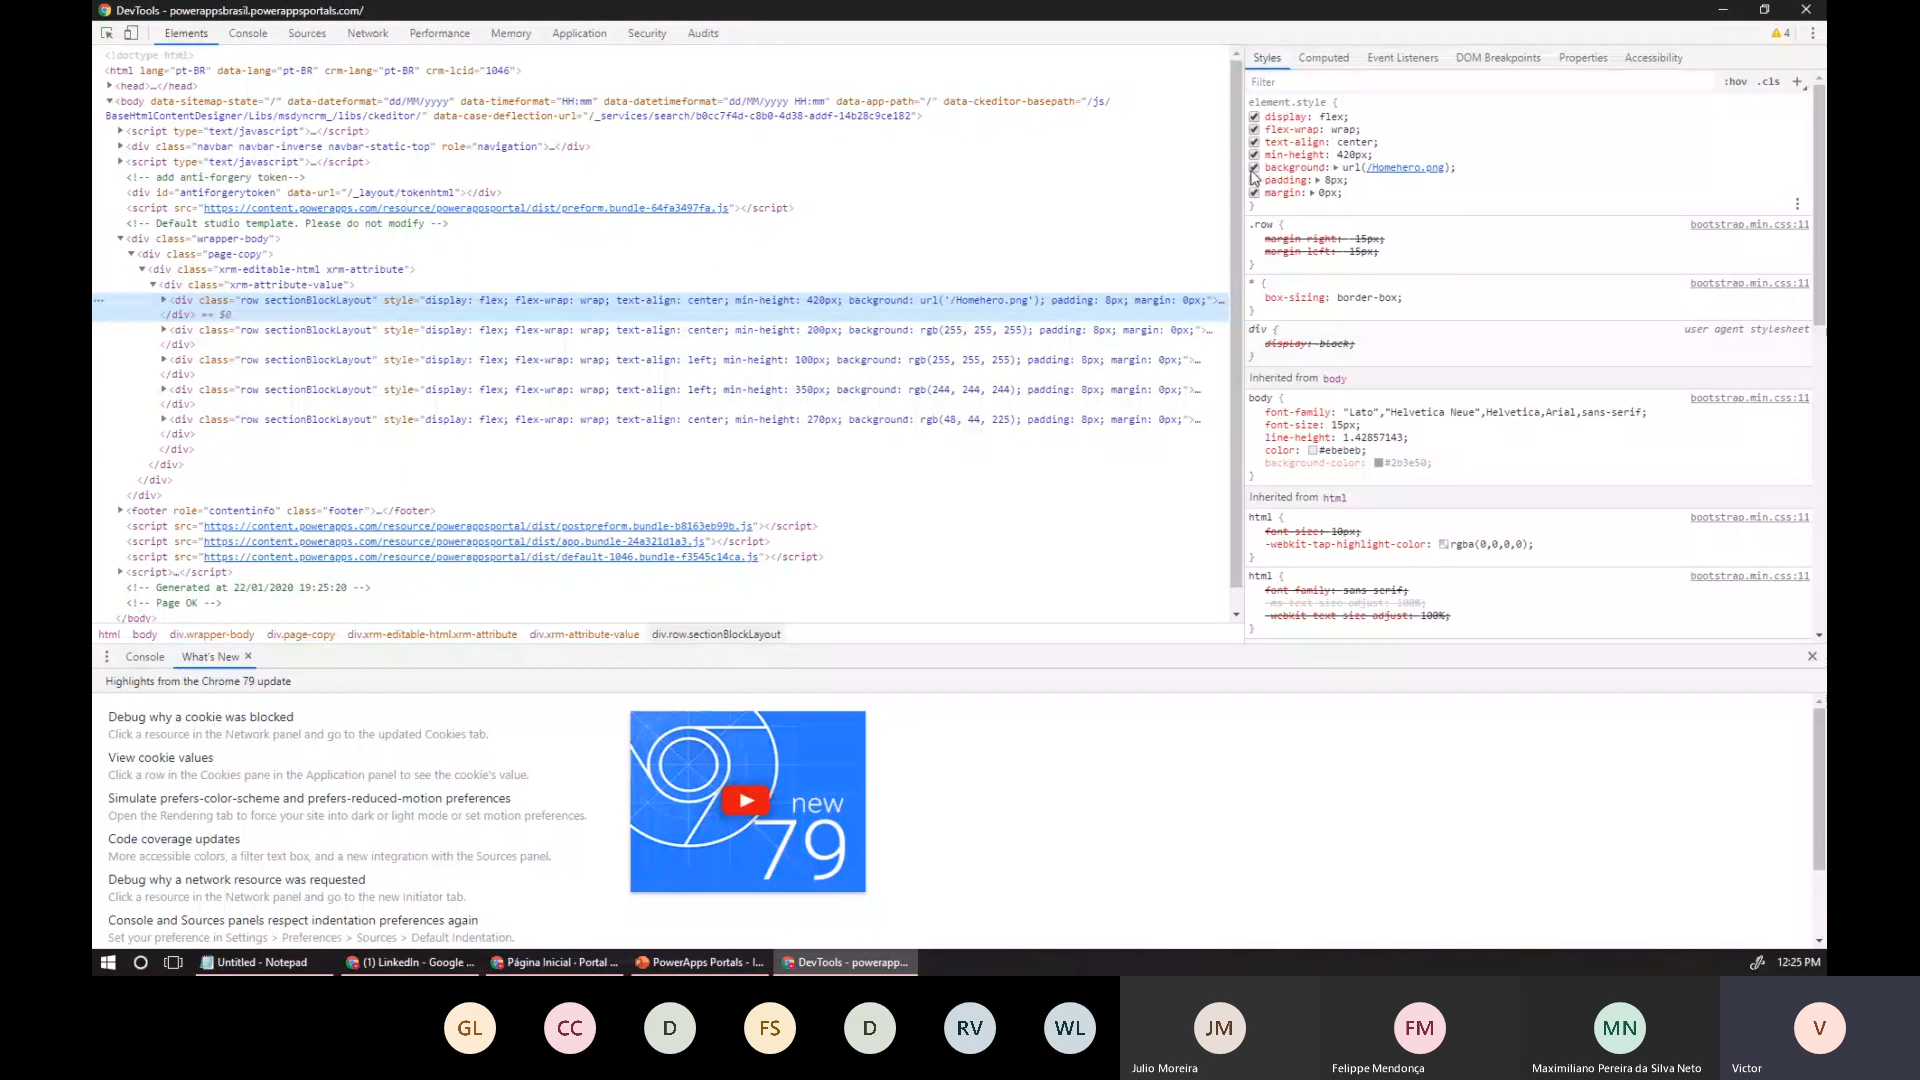 DevTools - powerappsbrasil.powerappsportals.com/
Elements Console Sources Network Performance Memory Application Security Audits
4
<!doctype html>
<html lang="pt-BR" data-lang="pt-BR" crm-lang="pt-BR" crm-lcid="1046">
<head>…</head>
<body data-sitemap-state="/" data-dateformat="dd/MM/yyyy" data-timeformat="HH:mm" data-datetimeformat="dd/MM/yyyy HH:mm" data-app-path="/" data-ckeditor-basepath="/js/
BaseHtmlContentDesigner/Libs/msdyncrm_/libs/ckeditor/" data-case-deflection-url="/_services/search/b0cc7f4d-c8b0-4d38-addf-14b28c9ce182">
<script type="text/javascript">…</script>
<div class="navbar navbar-inverse navbar-static-top" role="navigation">…</div>
<script type="text/javascript">…</script>
<!-- add anti-forgery token-->
<div id="antiforgerytoken" data-url="/_layout/tokenhtml"></div>
<script src="https://content.powerapps.com/resource/powerappsportal/dist/preform.bundle-64fa3497fa.js"></script>
<!-- Default studio template. Please do not modify -->
<div class="wrapper-body">
<div class="page-copy">
<div class="xrm-editable-html xrm-attribute">
<div class="xrm-attribute-value">
… <div class="row sectionBlockLayout" style="display: flex; flex-wrap: wrap; text-align: center; min-height: 420px; background: url('/Homehero.png'); padding: 8px; margin: 0px;">…
</div> == $0
<div class="row sectionBlockLayout" style="display: flex; flex-wrap: wrap; text-align: center; min-height: 200px; background: rgb(255, 255, 255); padding: 8px; margin: 0px;">…
</div>
<div class="row sectionBlockLayout" style="display: flex; flex-wrap: wrap; text-align: left; min-height: 100px; background: rgb(255, 255, 255); padding: 8px; margin: 0px;">…
</div>
<div class="row sectionBlockLayout" style="display: flex; flex-wrap: wrap; text-align: left; min-height: 350px; background: rgb(244, 244, 244); padding: 8px; margin: 0px;">…
</div>
<div class="row sectionBlockLayout" style="display: flex; flex-wrap: wrap; text-align: center; min-height: 270px; background: rgb(48, 44, 225); padding: 8px; margin: 0px;">…
</div>
</div>
</div>
</div>
<footer role="contentinfo" class="footer">…</footer>
<script src="https://content.powerapps.com/resource/powerappsportal/dist/postpreform.bundle-b8163eb99b.js"></script>
<script src="https://content.powerapps.com/resource/powerappsportal/dist/app.bundle-24a321d1a3.js"></script>
<script src="https://content.powerapps.com/resource/powerappsportal/dist/default-1046.bundle-f3545c14ca.js"></script>
<script>…</script>
<!-- Generated at 22/01/2020 19:25:20 -->
<!-- Page OK -->
</body>
html body div.wrapper-body div.page-copy div.xrm-editable-html.xrm-attribute div.xrm-attribute-value div.row.sectionBlockLayout
Styles Computed Event Listeners DOM Breakpoints Properties Accessibility
Filter :hov .cls +
element.style {
display: flex;
flex-wrap: wrap;
text-align: center;
min-height: 420px;
background: url(/Homehero.png);
padding: 8px;
margin: 0px;
}
.row { bootstrap.min.css:11
margin-right: -15px;
margin-left: -15px;
}
* { bootstrap.min.css:11
box-sizing: border-box;
}
div { user agent stylesheet
display: block;
}
Inherited from body
body { bootstrap.min.css:11
font-family: "Lato","Helvetica Neue",Helvetica,Arial,sans-serif;
font-size: 15px;
line-height: 1.42857143;
color: #ebebeb;
background-color: #2b3e50;
}
Inherited from html
html { bootstrap.min.css:11
font-size: 10px;
-webkit-tap-highlight-color: rgba(0,0,0,0);
}
html { bootstrap.min.css:11
font-family: sans-serif;
-ms-text-size-adjust: 100%;
-webkit-text-size-adjust: 100%;
}
Console What's New
Highlights from the Chrome 79 update
Debug why a cookie was blocked
Click a resource in the Network panel and go to the updated Cookies tab.
View cookie values
Click a row in the Cookies pane in the Application panel to see the cookie's value.
Simulate prefers-color-scheme and prefers-reduced-motion preferences
Open the Rendering tab to force your site into dark or light mode or set motion preferences.
Code coverage updates
More accessible colors, a filter text box, and a new integration with the Sources panel.
Debug why a network resource was requested
Click a resource in the Network panel and go to the new Initiator tab.
Console and Sources panels respect indentation preferences again
Set your preference in Settings > Preferences > Sources > Default Indentation.
new
79
Untitled - Notepad (1) LinkedIn - Google ... Página Inicial · Portal ... PowerApps Portals - I... DevTools - powerapp... 12:25 PM
GL CC D FS D RV WL JM FM MN V
Julio Moreira Felippe Mendonça Maximiliano Pereira da Silva Neto Victor